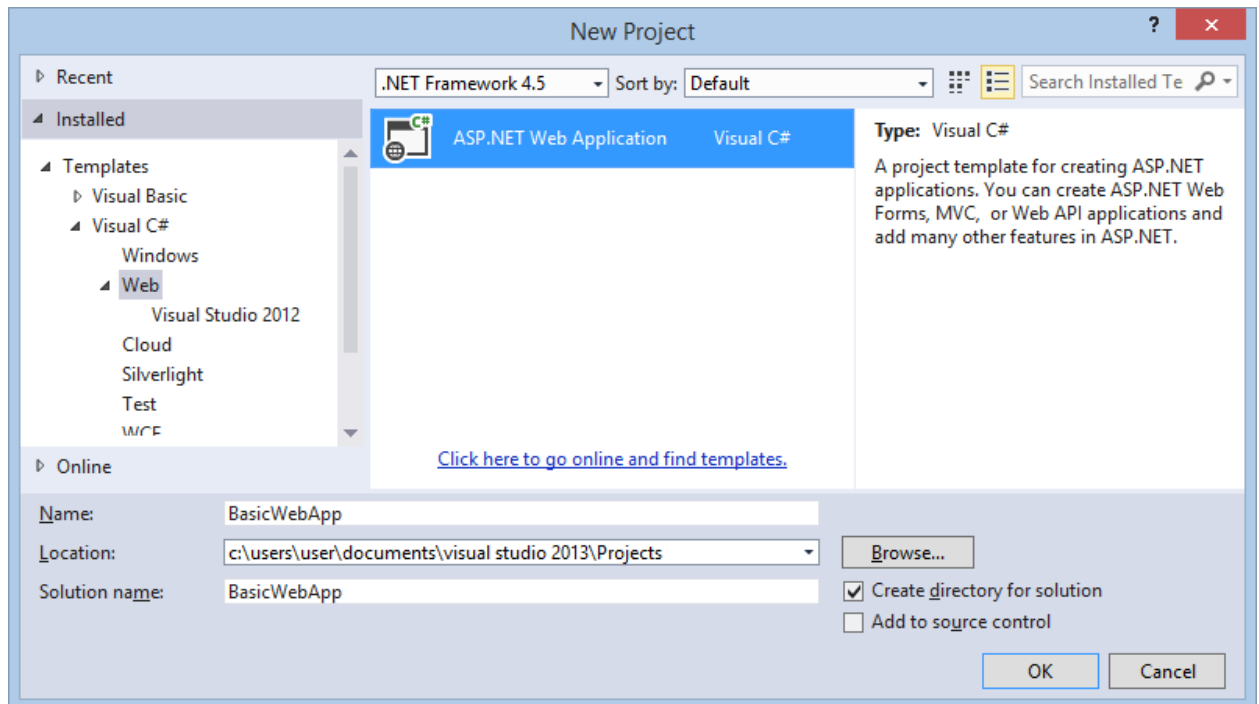 New Project
?
Recent
.NET Framework 4.5
Sort by:
Default
Search Installed Te
Installed
Templates
Visual Basic
Visual C#
Windows
Web
Visual Studio 2012
Cloud
Silverlight
Test
WCF
Online
C#
ASP.NET Web Application Visual C#
Click here to go online and find templates.
Type: Visual C#
A project template for creating ASP.NET
applications. You can create ASP.NET Web
Forms, MVC, or Web API applications and
add many other features in ASP.NET.
Name: BasicWebApp
Location: c:\users\user\documents\visual studio 2013\Projects
Browse...
Solution name: BasicWebApp
Create directory for solution
Add to source control
OK
Cancel